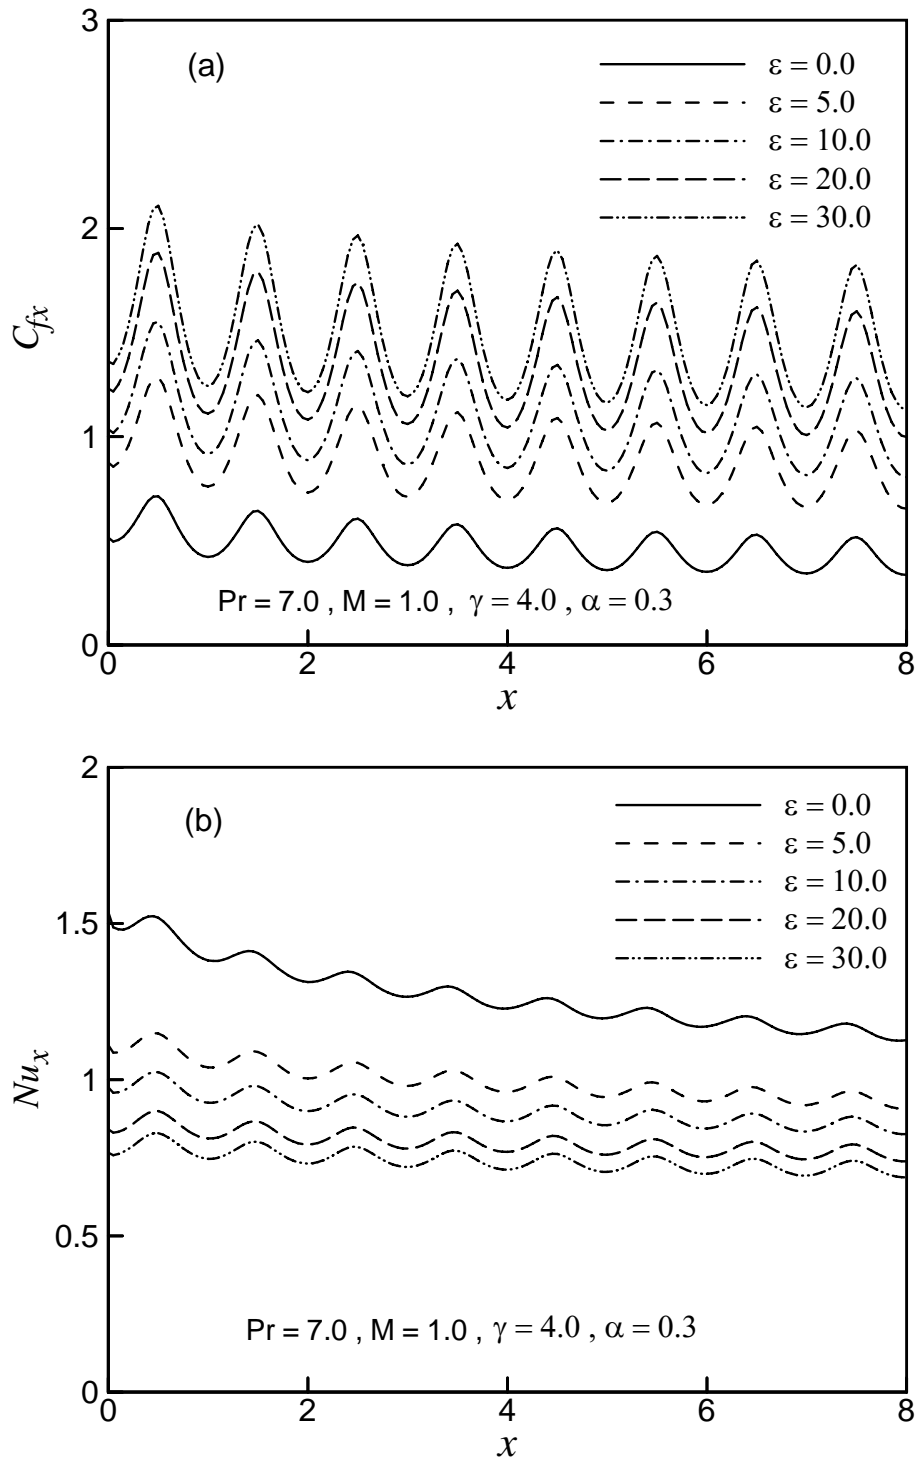 3
(a)
ε = 0.0
ε = 5.0
ε = 10.0
ε = 20.0
ε = 30.0
2
C_fx
1
Pr = 7.0 , M = 1.0 , γ = 4.0 , α = 0.3
0
0 2 4 6 8
x
2
(b)
ε = 0.0
ε = 5.0
ε = 10.0
ε = 20.0
ε = 30.0
1.5
Nu_x
1
0.5
Pr = 7.0 , M = 1.0 , γ = 4.0 , α = 0.3
0
0 2 4 6 8
x